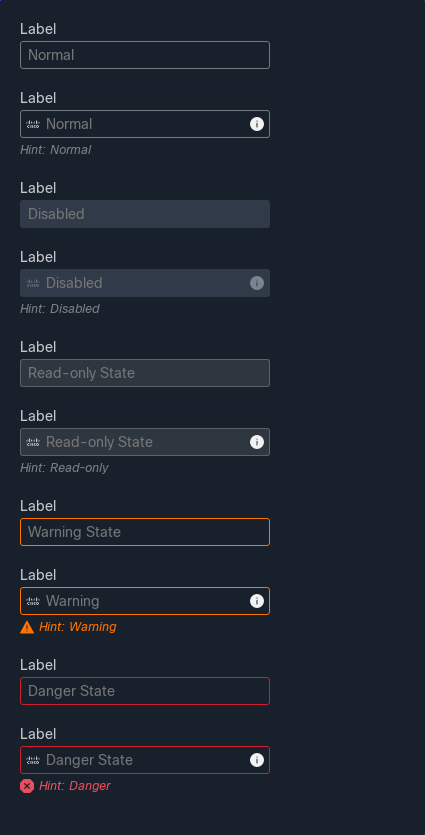 Label
Normal
Label
Normal
Hint: Normal
Label
Disabled
Label
Disabled
Hint: Disabled
Label
Read-only State
Label
Read-only State
Hint: Read-only
Label
Warning State
Label
Warning
Hint: Warning
Label
Danger State
Label
Danger State
Hint: Danger